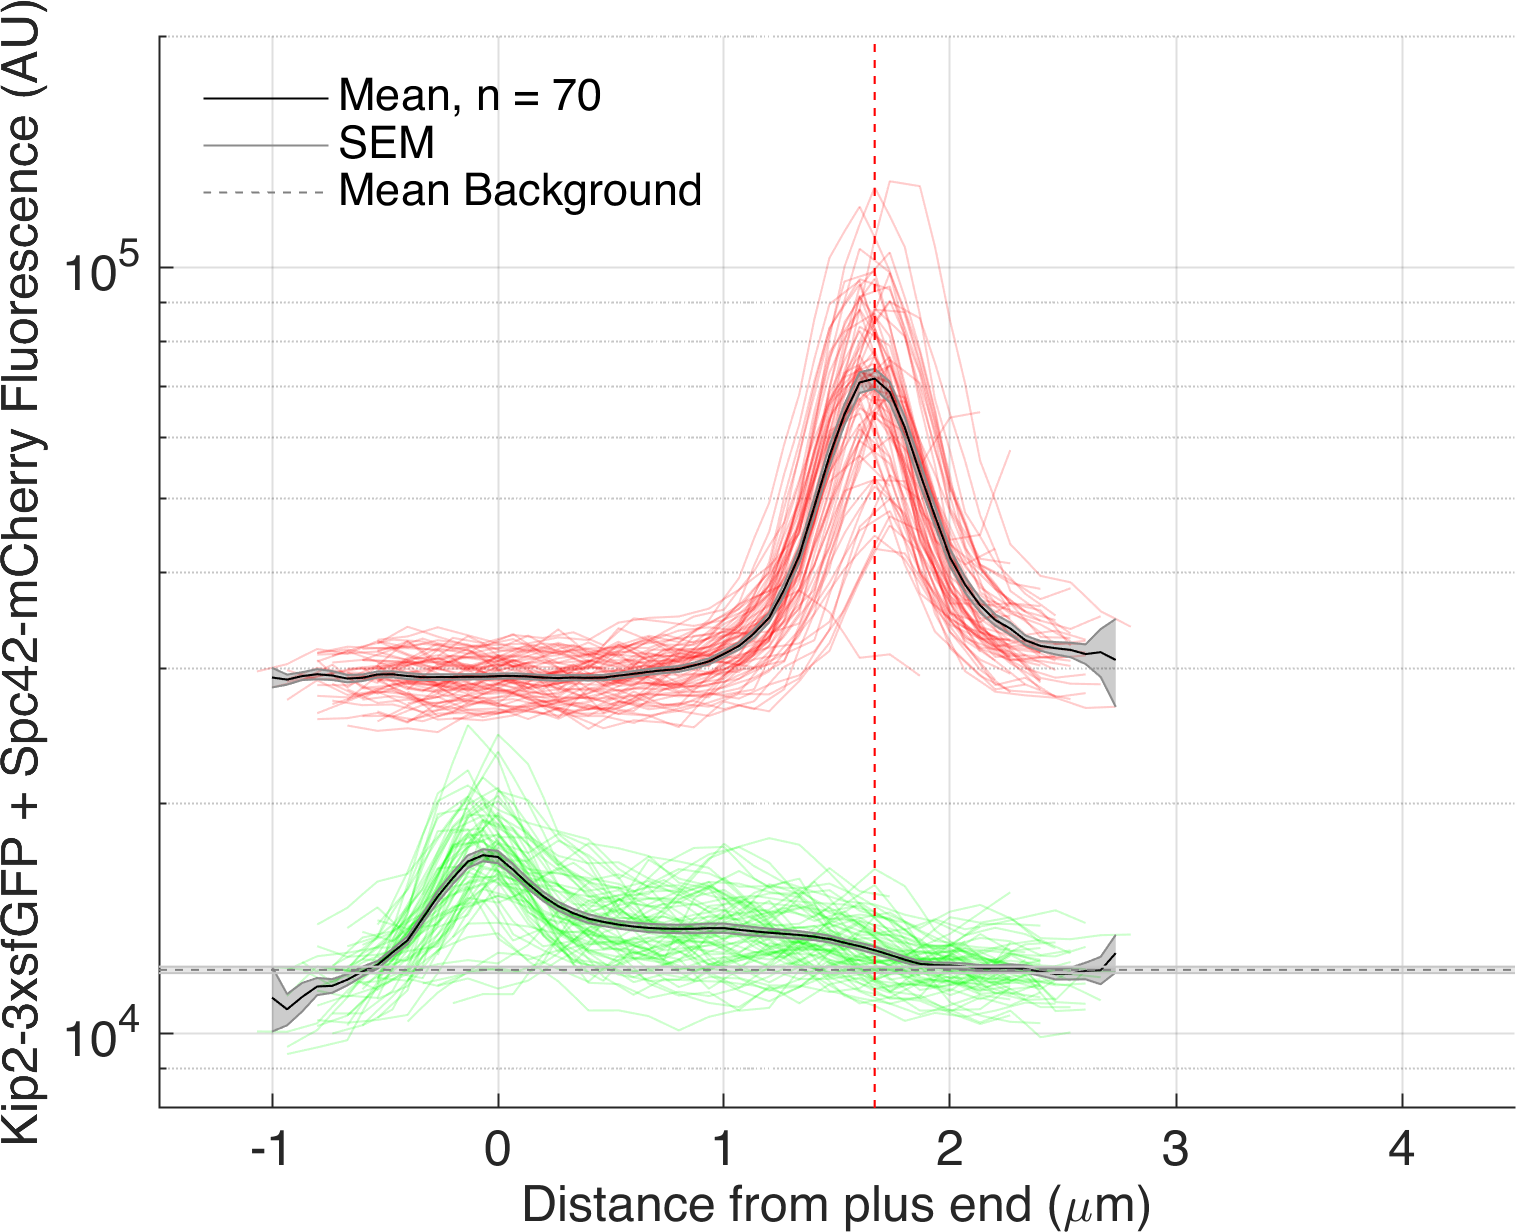 Kip2-3xsfGFP + Spc42-mCherry Fluorescence (AU)
Mean, n = 70
SEM
Mean Background
10^5
10^4
-1 0 1 2 3 4
Distance from plus end (μm)